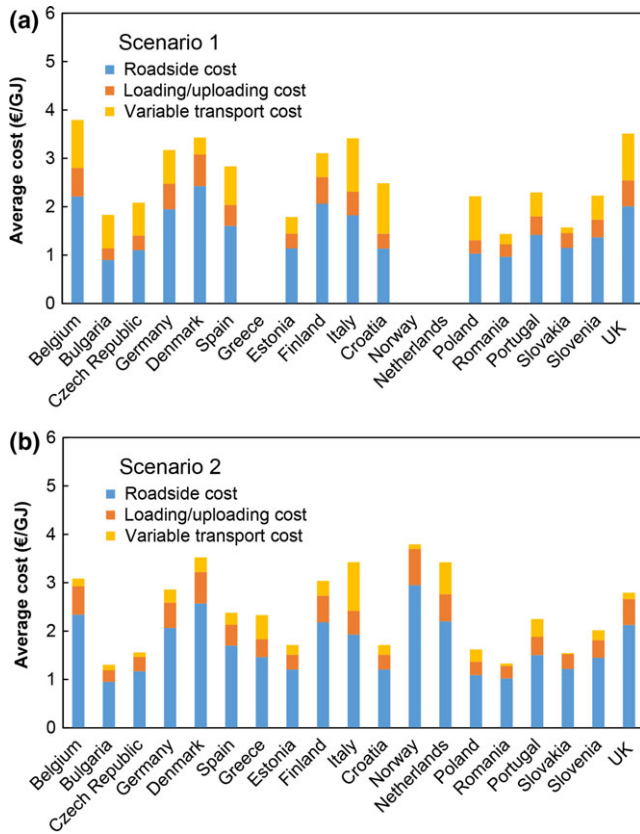 (a)
6
Scenario 1
Roadside cost
Loading/uploading cost
Variable transport cost
5
4
3
2
1
0
Average cost (€/GJ)
Belgium
Bulgaria
Czech Republic
Germany
Denmark
Spain
Greece
Estonia
Finland
Italy
Croatia
Norway
Netherlands
Poland
Romania
Portugal
Slovakia
Slovenia
UK
(b)
6
Scenario 2
Roadside cost
Loading/uploading cost
Variable transport cost
5
4
3
2
1
0
Average cost (€/GJ)
Belgium
Bulgaria
Czech Republic
Germany
Denmark
Spain
Greece
Estonia
Finland
Italy
Croatia
Norway
Netherlands
Poland
Romania
Portugal
Slovakia
Slovenia
UK